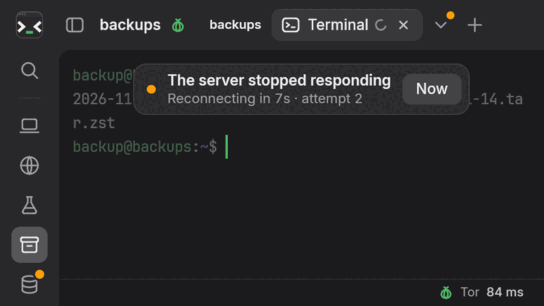 backups
backups
Terminal
backup@
The server stopped responding
Reconnecting in 7s · attempt 2
Now
2026-11
-14.ta
r.zst
backup@backups:~$
Tor 84 ms